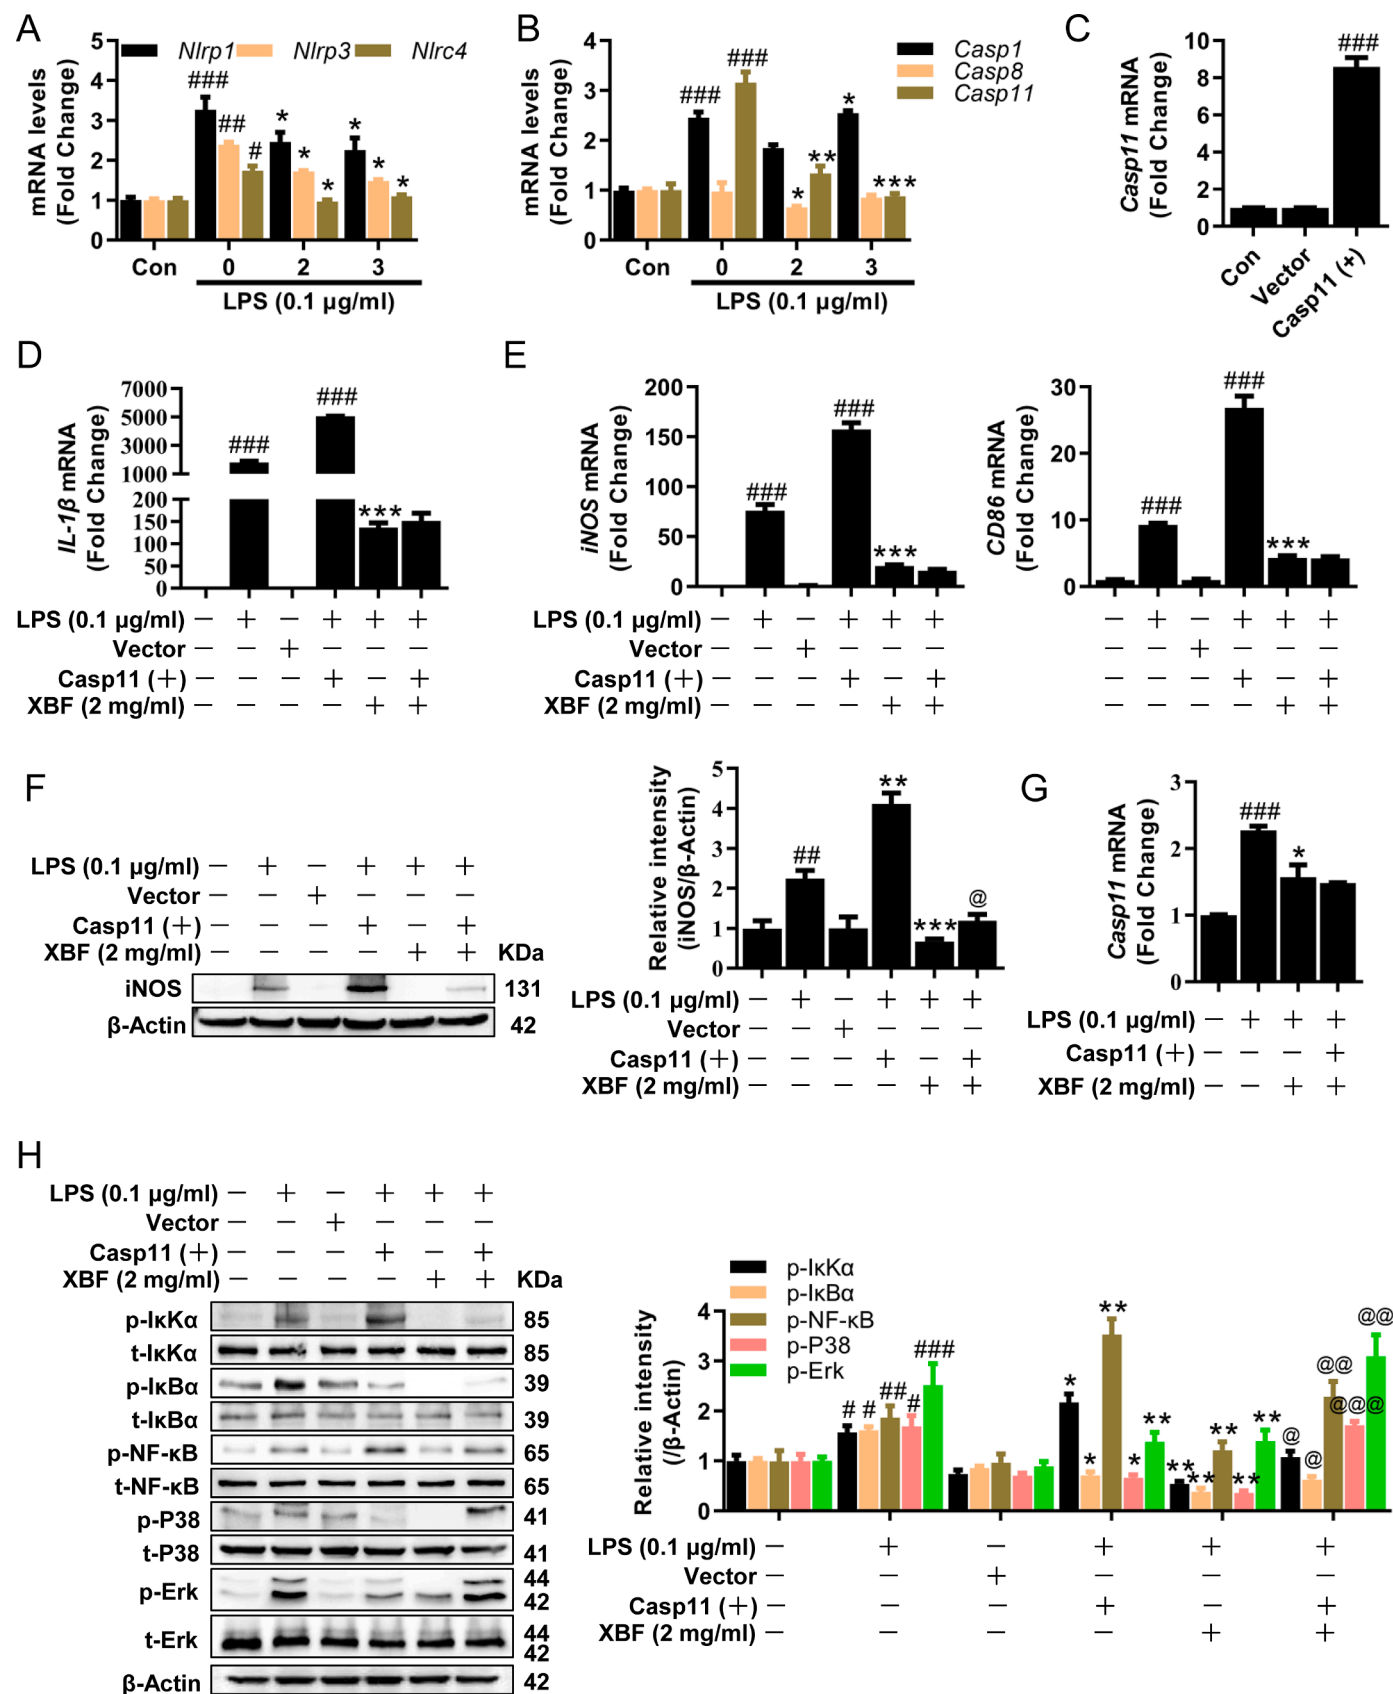 A
mRNA levels
(Fold Change)
5
4
3
2
1
0
Nlrp1 Nlrp3 Nlrc4
###
##
#
*
*
*
*
*
*
Con 0 2 3
LPS (0.1 μg/ml)
B
mRNA levels
(Fold Change)
4
3
2
1
0
Casp1
Casp8
Casp11
###
###
*
**
*
***
Con 0 2 3
LPS (0.1 μg/ml)
C
Casp11 mRNA
(Fold Change)
10
8
6
4
2
0
###
Con
Vector
Casp11 (+)
D
IL-1β mRNA
(Fold Change)
7000
5000
3000
1000
200
150
100
50
0
###
###
***
LPS (0.1 μg/ml) − + − + + +
Vector − − + − − −
Casp11 (+) − − − + − +
XBF (2 mg/ml) − − − − + +
E
iNOS mRNA
(Fold Change)
200
150
100
50
0
###
###
***
CD86 mRNA
(Fold Change)
30
20
10
0
###
###
***
LPS (0.1 μg/ml) − + − + + + − + − + + +
Vector − − + − − − − − + − − −
Casp11 (+) − − − + − + − − − + − +
XBF (2 mg/ml) − − − − + + − − − − + +
F
LPS (0.1 μg/ml) − + − + + +
Vector − − + − − −
Casp11 (+) − − − + − +
XBF (2 mg/ml) − − − − + + KDa
iNOS 131
β-Actin 42
Relative intensity
(iNOS/β-Actin)
5
4
3
2
1
0
##
**
***
@
LPS (0.1 μg/ml) − + − + + +
Vector − − + − − −
Casp11 (+) − − − + − +
XBF (2 mg/ml) − − − − + +
G
Casp11 mRNA
(Fold Change)
3
2
1
0
###
*
LPS (0.1 μg/ml) − + + +
Casp11 (+) − − − +
XBF (2 mg/ml) − − + +
H
LPS (0.1 μg/ml) − + − + + +
Vector − − + − − −
Casp11 (+) − − − + − +
XBF (2 mg/ml) − − − − + + KDa
p-IκKα 85
t-IκKα 85
p-IκBα 39
t-IκBα 39
p-NF-κB 65
t-NF-κB 65
p-P38 41
t-P38 41
p-Erk 44
42
t-Erk 44
42
β-Actin 42
p-IκKα
p-IκBα
p-NF-κB
p-P38
p-Erk
Relative intensity
(/β-Actin)
4
3
2
1
0
#
#
##
#
###
*
*
**
*
**
**
**
**
**
**
@
@
@@
@@@
@@
LPS (0.1 μg/ml) − + − + + +
Vector − − + − − −
Casp11 (+) − − − + − +
XBF (2 mg/ml) − − − − + +